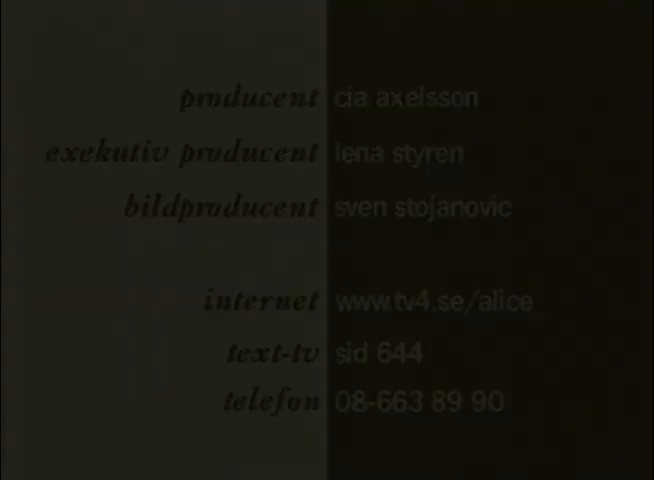 producent cia axelsson
exekutiv producent lena styren
bildproducent sven stojanovic
internet www.tv4.se/alice
text-tv sid 644
telefon 08-663 89 90